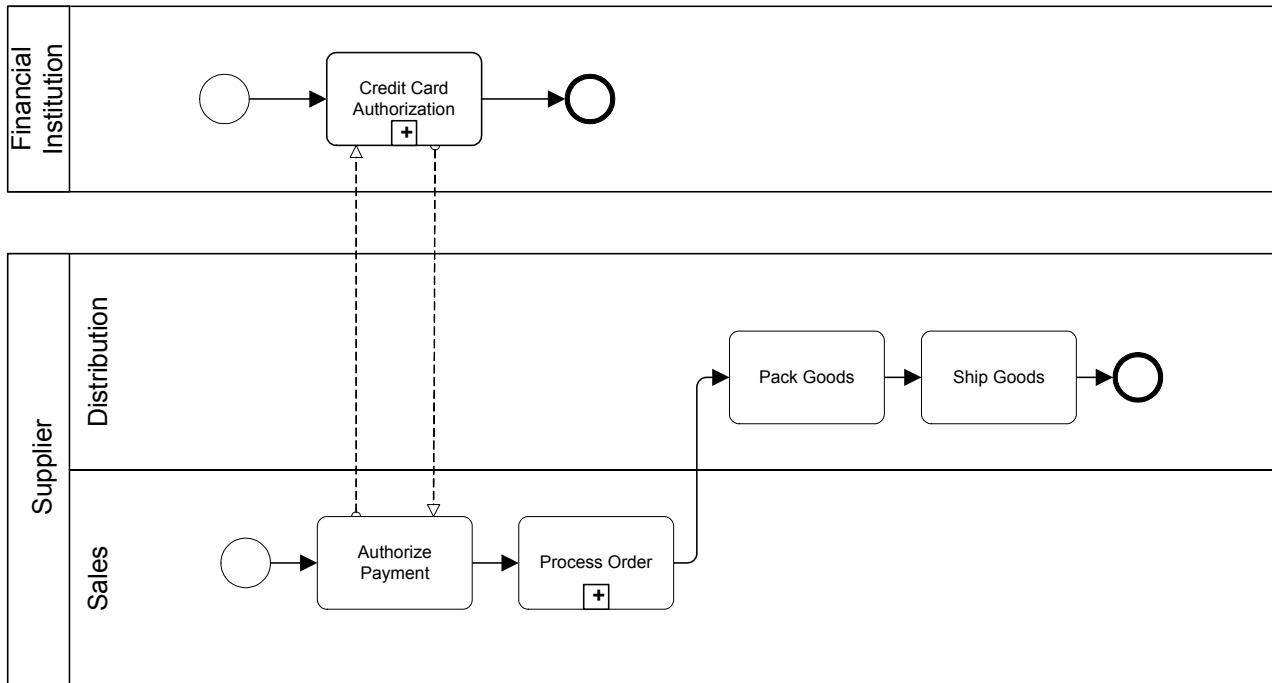 Financial
Institution
Credit Card
Authorization
+
Supplier
Distribution
Pack Goods
Ship Goods
Sales
Authorize
Payment
Process Order
+